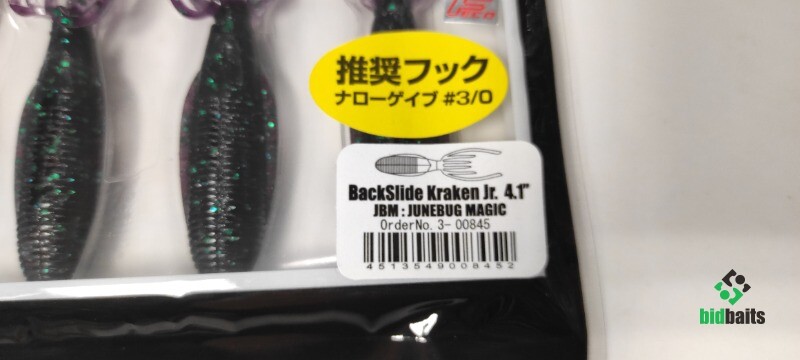 推奨フック
ナローゲイプ #3/0
BackSlide Kraken Jr. 4.1"
JBM : JUNEBUG MAGIC
OrderNo. 3- 00845
4513549008452
bidbaits